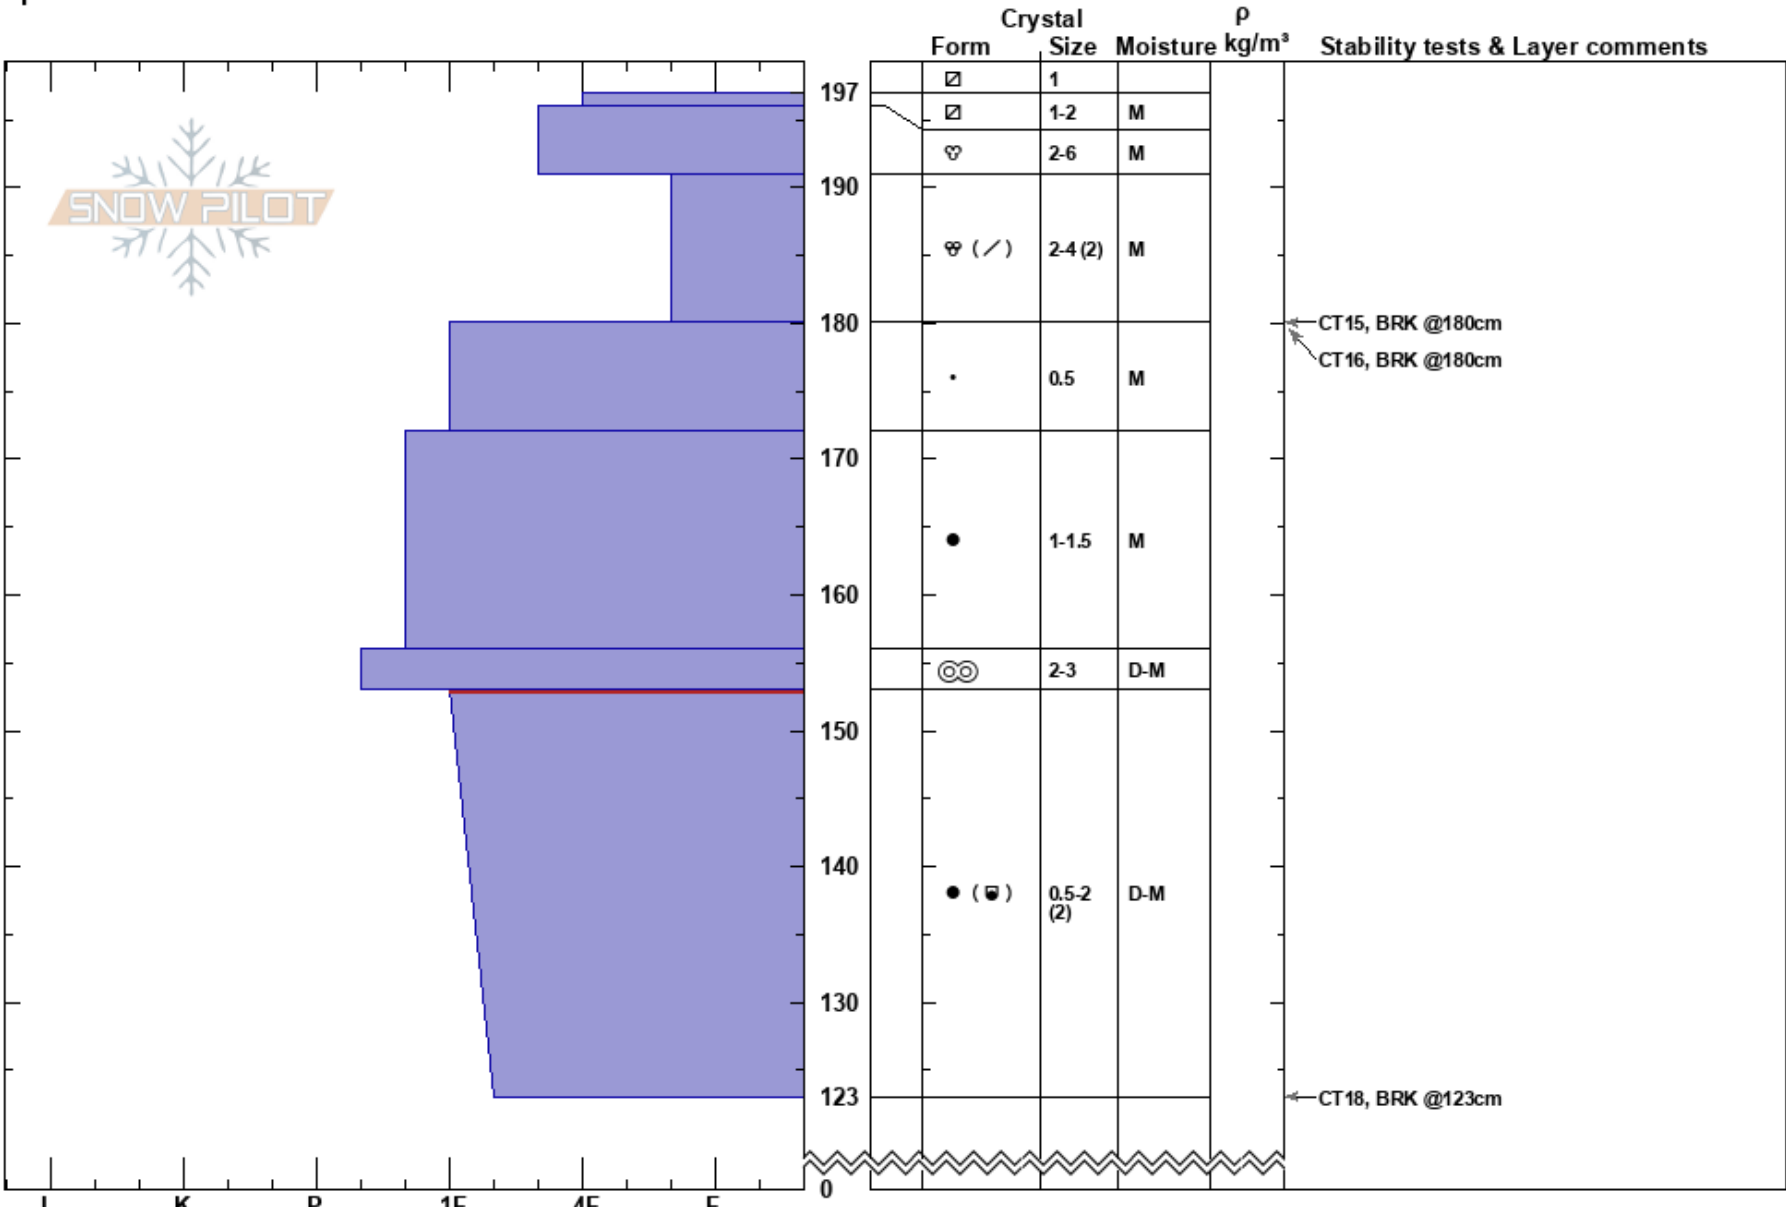 Crystal ρ
Form Size Moisture kg/m³ Stability tests & Layer comments
1
197
1-2 M
SNOW PILOT
2-6 M
190
( ) 2-4 (2) M
180 CT15, BRK @180cm
CT16, BRK @180cm
0.5 M
170
1-1.5 M
160
2-3 D-M
150
140
( ) 0.5-2 D-M
(2)
130
123 CT18, BRK @123cm
0
I K P 1F 4F F